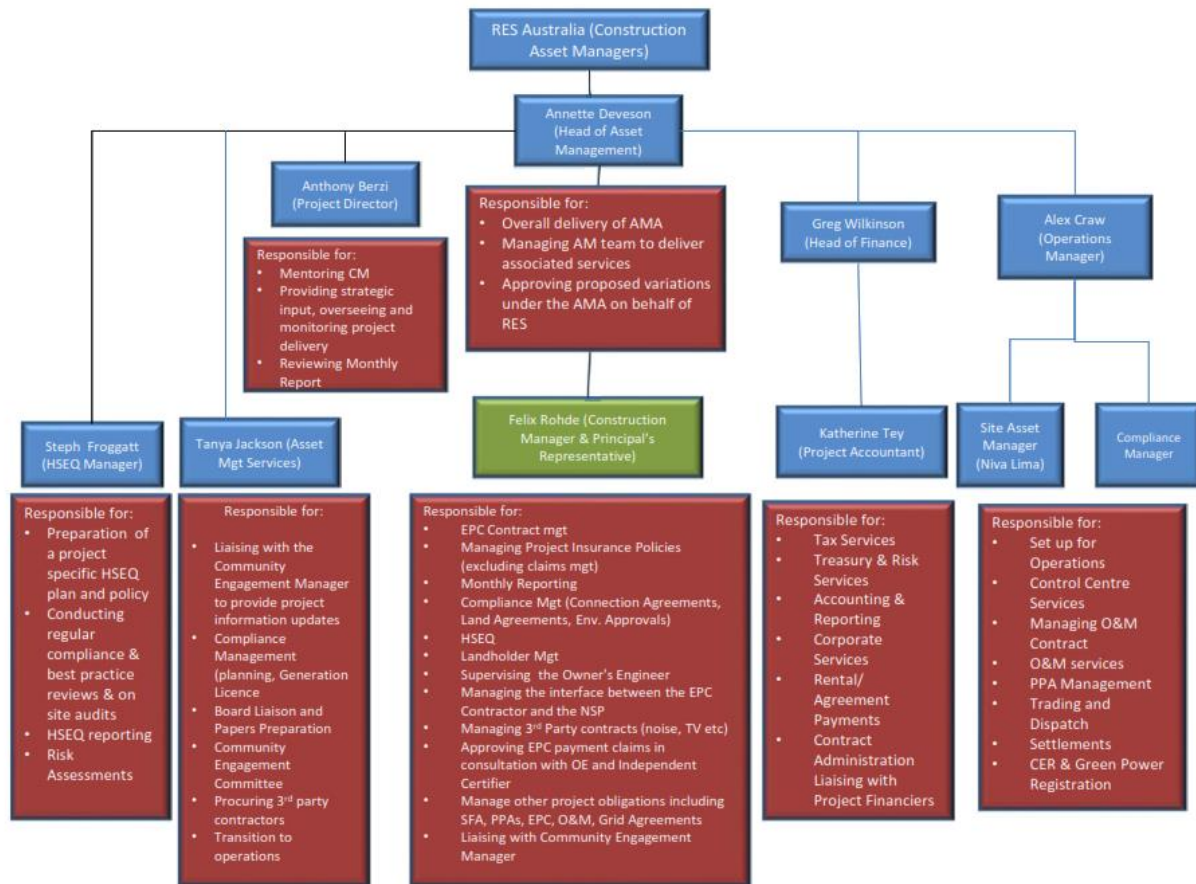 RES Australia (Construction
Asset Managers)
Annette Deveson
(Head of Asset
Management)
Anthony Berzi
(Project Director)
Responsible for:
• Mentoring CM
• Providing strategic
input, overseeing and
monitoring project
delivery
• Reviewing Monthly
Report
Responsible for:
• Overall delivery of AMA
• Managing AM team to deliver
associated services
• Approving proposed variations
under the AMA on behalf of
RES
Greg Wilkinson
(Head of Finance)
Alex Craw
(Operations
Manager)
Steph Froggatt
(HSEQ Manager)
Tanya Jackson (Asset
Mgt Services)
Felix Rohde (Construction
Manager & Principal's
Representative)
Katherine Tey
(Project Accountant)
Site Asset
Manager
(Niva Lima)
Compliance
Manager
Responsible for:
• Preparation of
a project
specific HSEQ
plan and policy
• Conducting
regular
compliance &
best practice
reviews & on
site audits
• HSEQ reporting
• Risk
Assessments
Responsible for:
• Liaising with the
Community
Engagement Manager
to provide project
information updates
• Compliance
Management
(planning, Generation
Licence
• Board Liaison and
Papers Preparation
• Community
Engagement
Committee
• Procuring 3rd party
contractors
• Transition to
operations
Responsible for:
• EPC Contract mgt
• Managing Project Insurance Policies
(excluding claims mgt)
• Monthly Reporting
• Compliance Mgt (Connection Agreements,
Land Agreements, Env. Approvals)
• HSEQ
• Landholder Mgt
• Supervising the Owner's Engineer
• Managing the interface between the EPC
Contractor and the NSP
• Managing 3rd Party contracts (noise, TV etc)
• Approving EPC payment claims in
consultation with OE and Independent
Certifier
• Manage other project obligations including
SFA, PPAs, EPC, O&M, Grid Agreements
• Liaising with Community Engagement
Manager
Responsible for:
• Tax Services
• Treasury & Risk
Services
• Accounting &
Reporting
• Corporate
Services
• Rental/
Agreement
Payments
• Contract
Administration
Liaising with
Project Financiers
Responsible for:
• Set up for
Operations
• Control Centre
Services
• Managing O&M
Contract
• O&M services
• PPA Management
• Trading and
Dispatch
• Settlements
• CER & Green Power
Registration